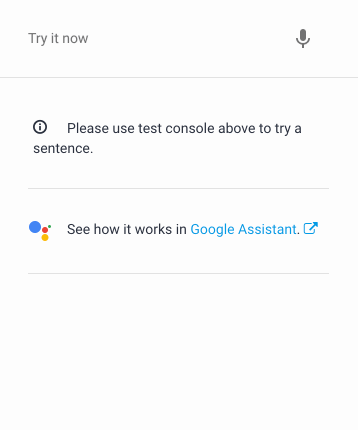 Try it now
Please use test console above to try a
sentence.
See how it works in Google Assistant.